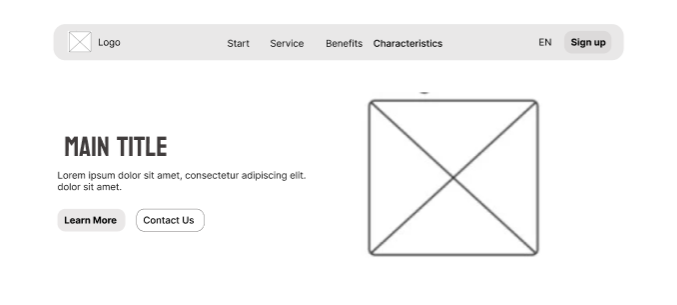 Logo
Start Service Benefits Characteristics
EN Sign up
MAIN TITLE
Lorem ipsum dolor sit amet, consectetur adipiscing elit.
dolor sit amet.
Learn More Contact Us